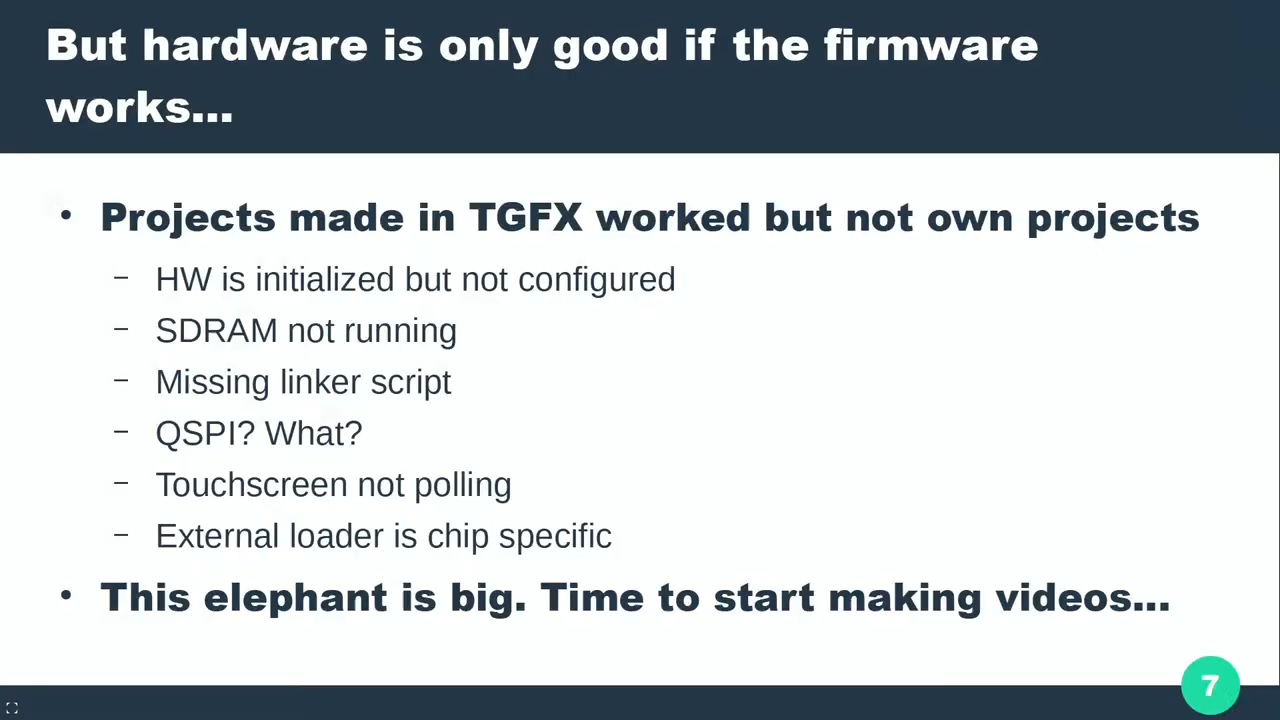 But hardware is only good if the firmware
works...
• Projects made in TGFX worked but not own projects
– HW is initialized but not configured
– SDRAM not running
– Missing linker script
– QSPI? What?
– Touchscreen not polling
– External loader is chip specific
• This elephant is big. Time to start making videos...
7